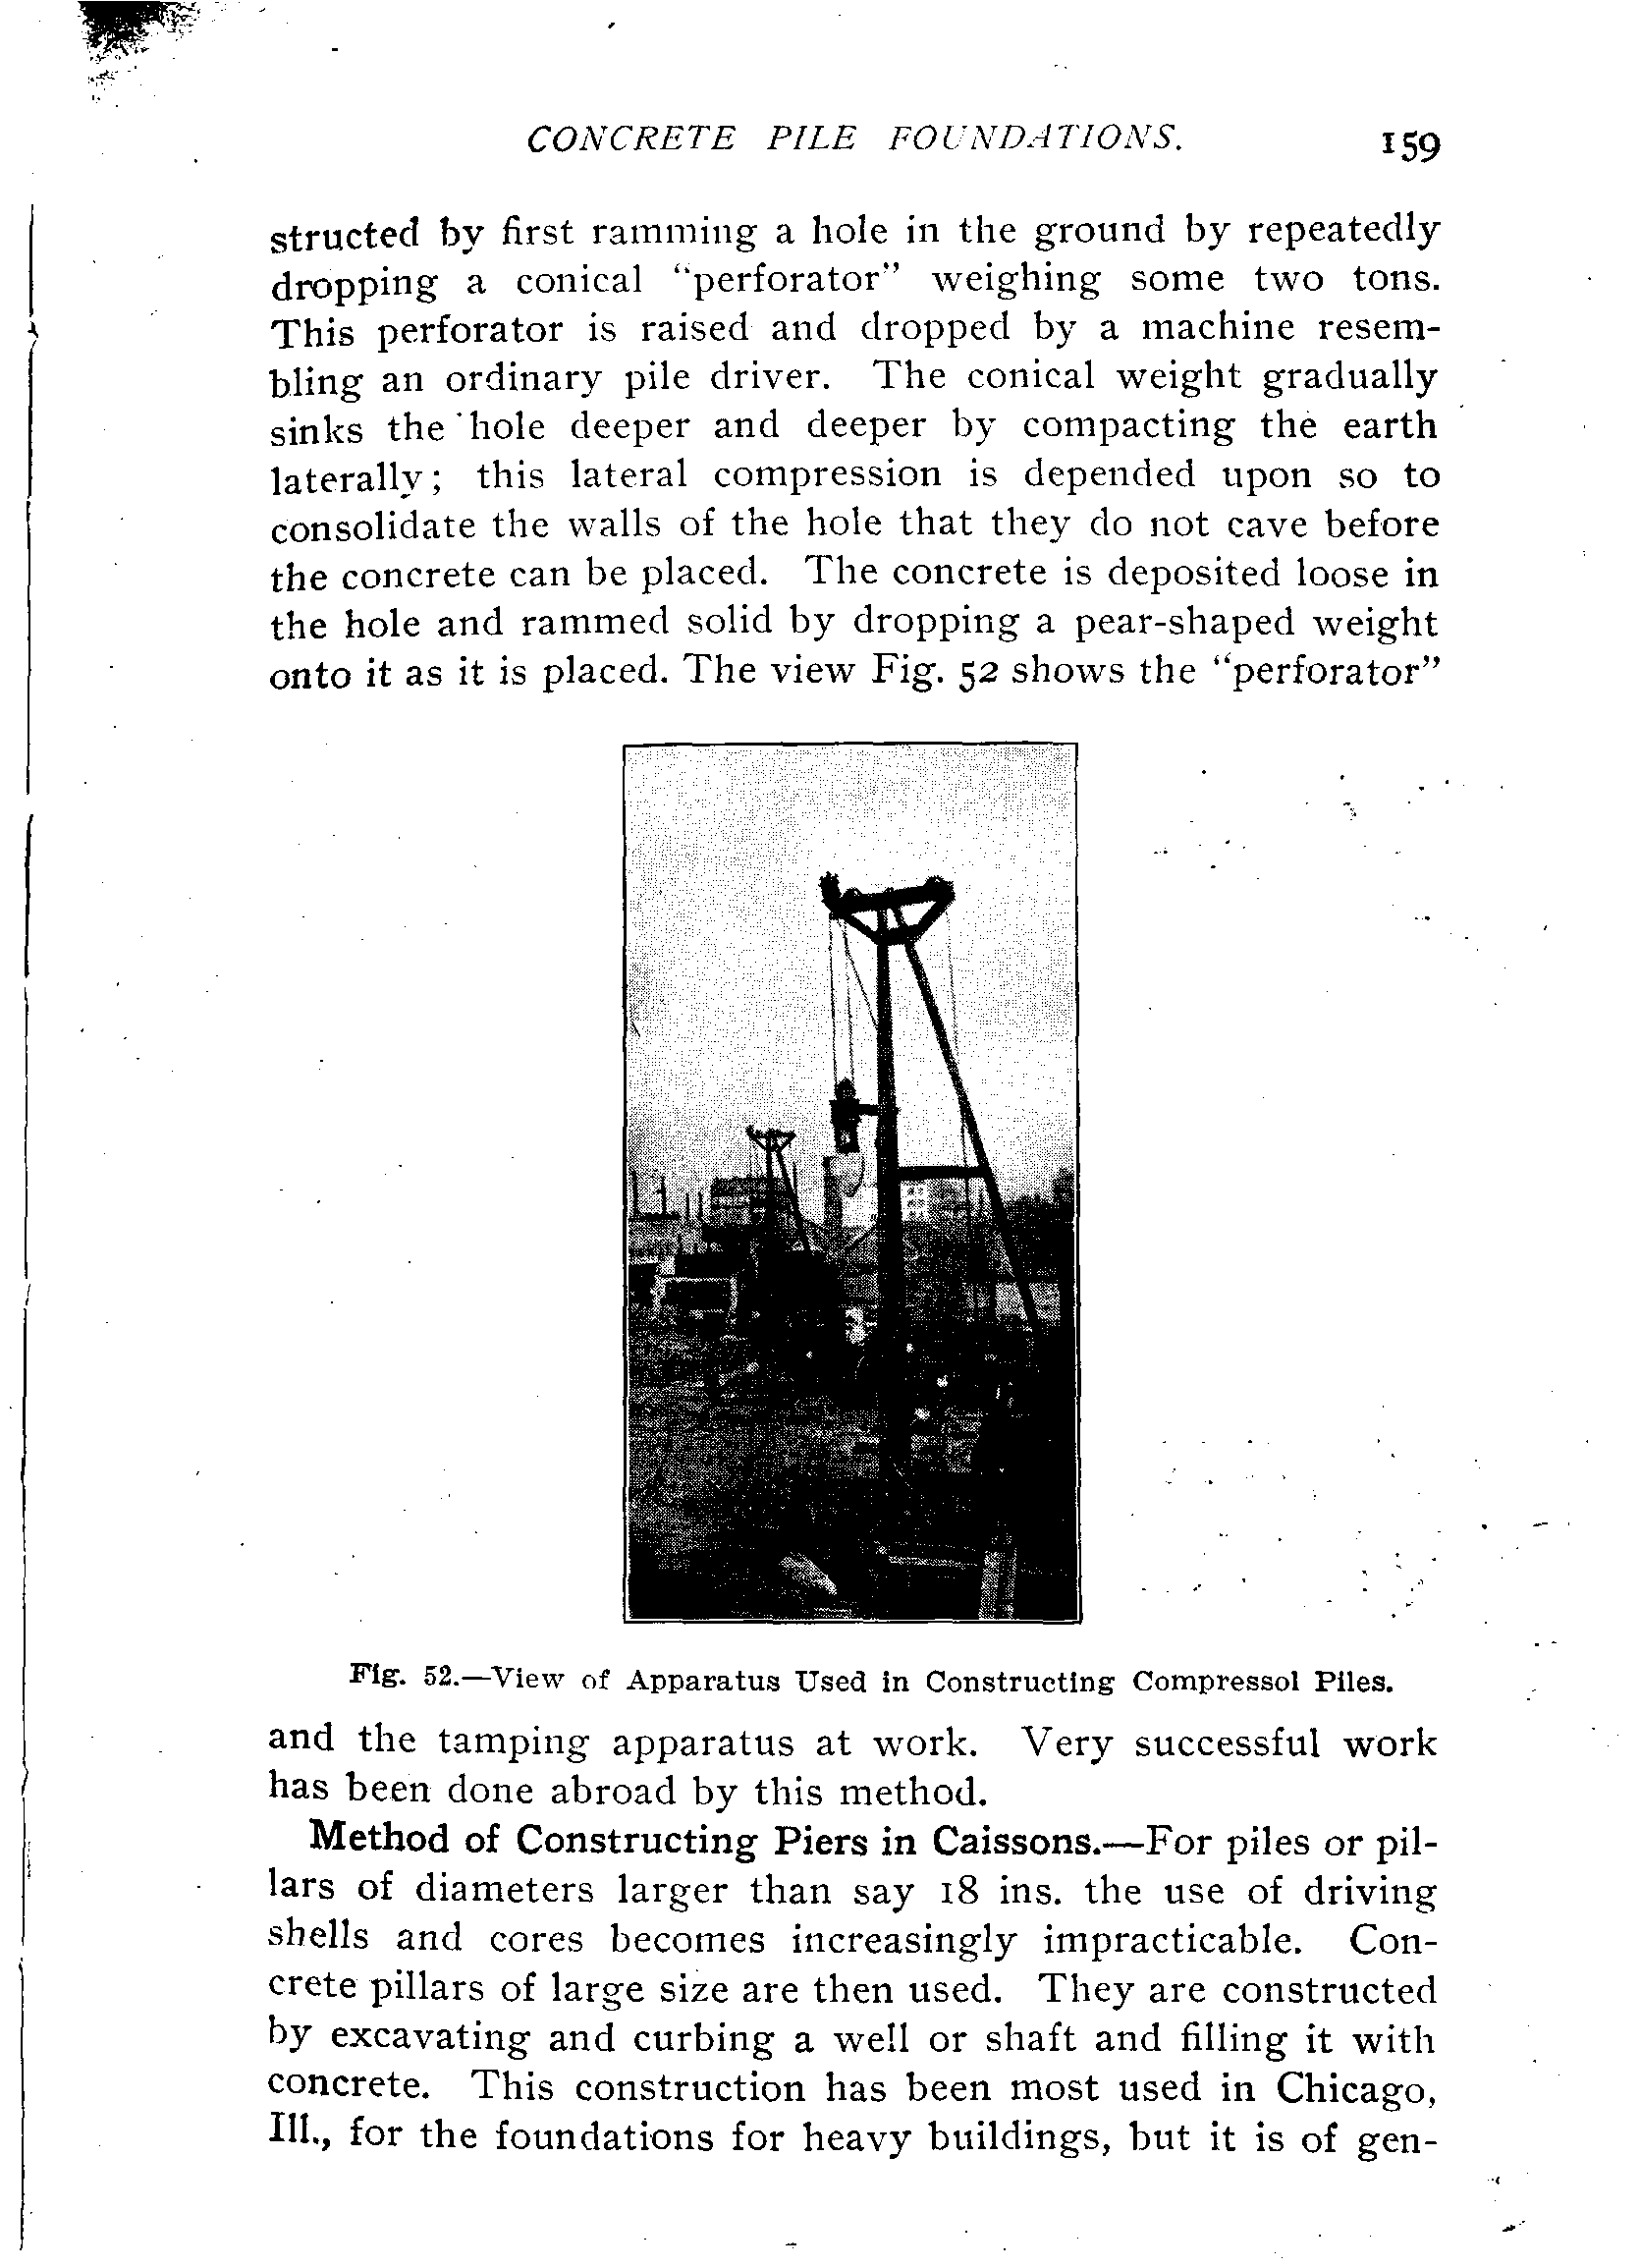 CONCRETE PILE FOUNDATIONS. 159
structed by first ramming a hole in the ground by repeatedly
dropping a conical "perforator" weighing some two tons.
This perforator is raised and dropped by a machine resem-
bling an ordinary pile driver. The conical weight gradually
sinks the hole deeper and deeper by compacting the earth
laterally; this lateral compression is depended upon so to
consolidate the walls of the hole that they do not cave before
the concrete can be placed. The concrete is deposited loose in
the hole and rammed solid by dropping a pear-shaped weight
onto it as it is placed. The view Fig. 52 shows the "perforator"
Fig. 52.—View of Apparatus Used in Constructing Compressol Piles.
and the tamping apparatus at work. Very successful work
has been done abroad by this method.
Method of Constructing Piers in Caissons.—For piles or pil-
lars of diameters larger than say 18 ins. the use of driving
shells and cores becomes increasingly impracticable. Con-
crete pillars of large size are then used. They are constructed
by excavating and curbing a well or shaft and filling it with
concrete. This construction has been most used in Chicago,
Ill., for the foundations for heavy buildings, but it is of gen-